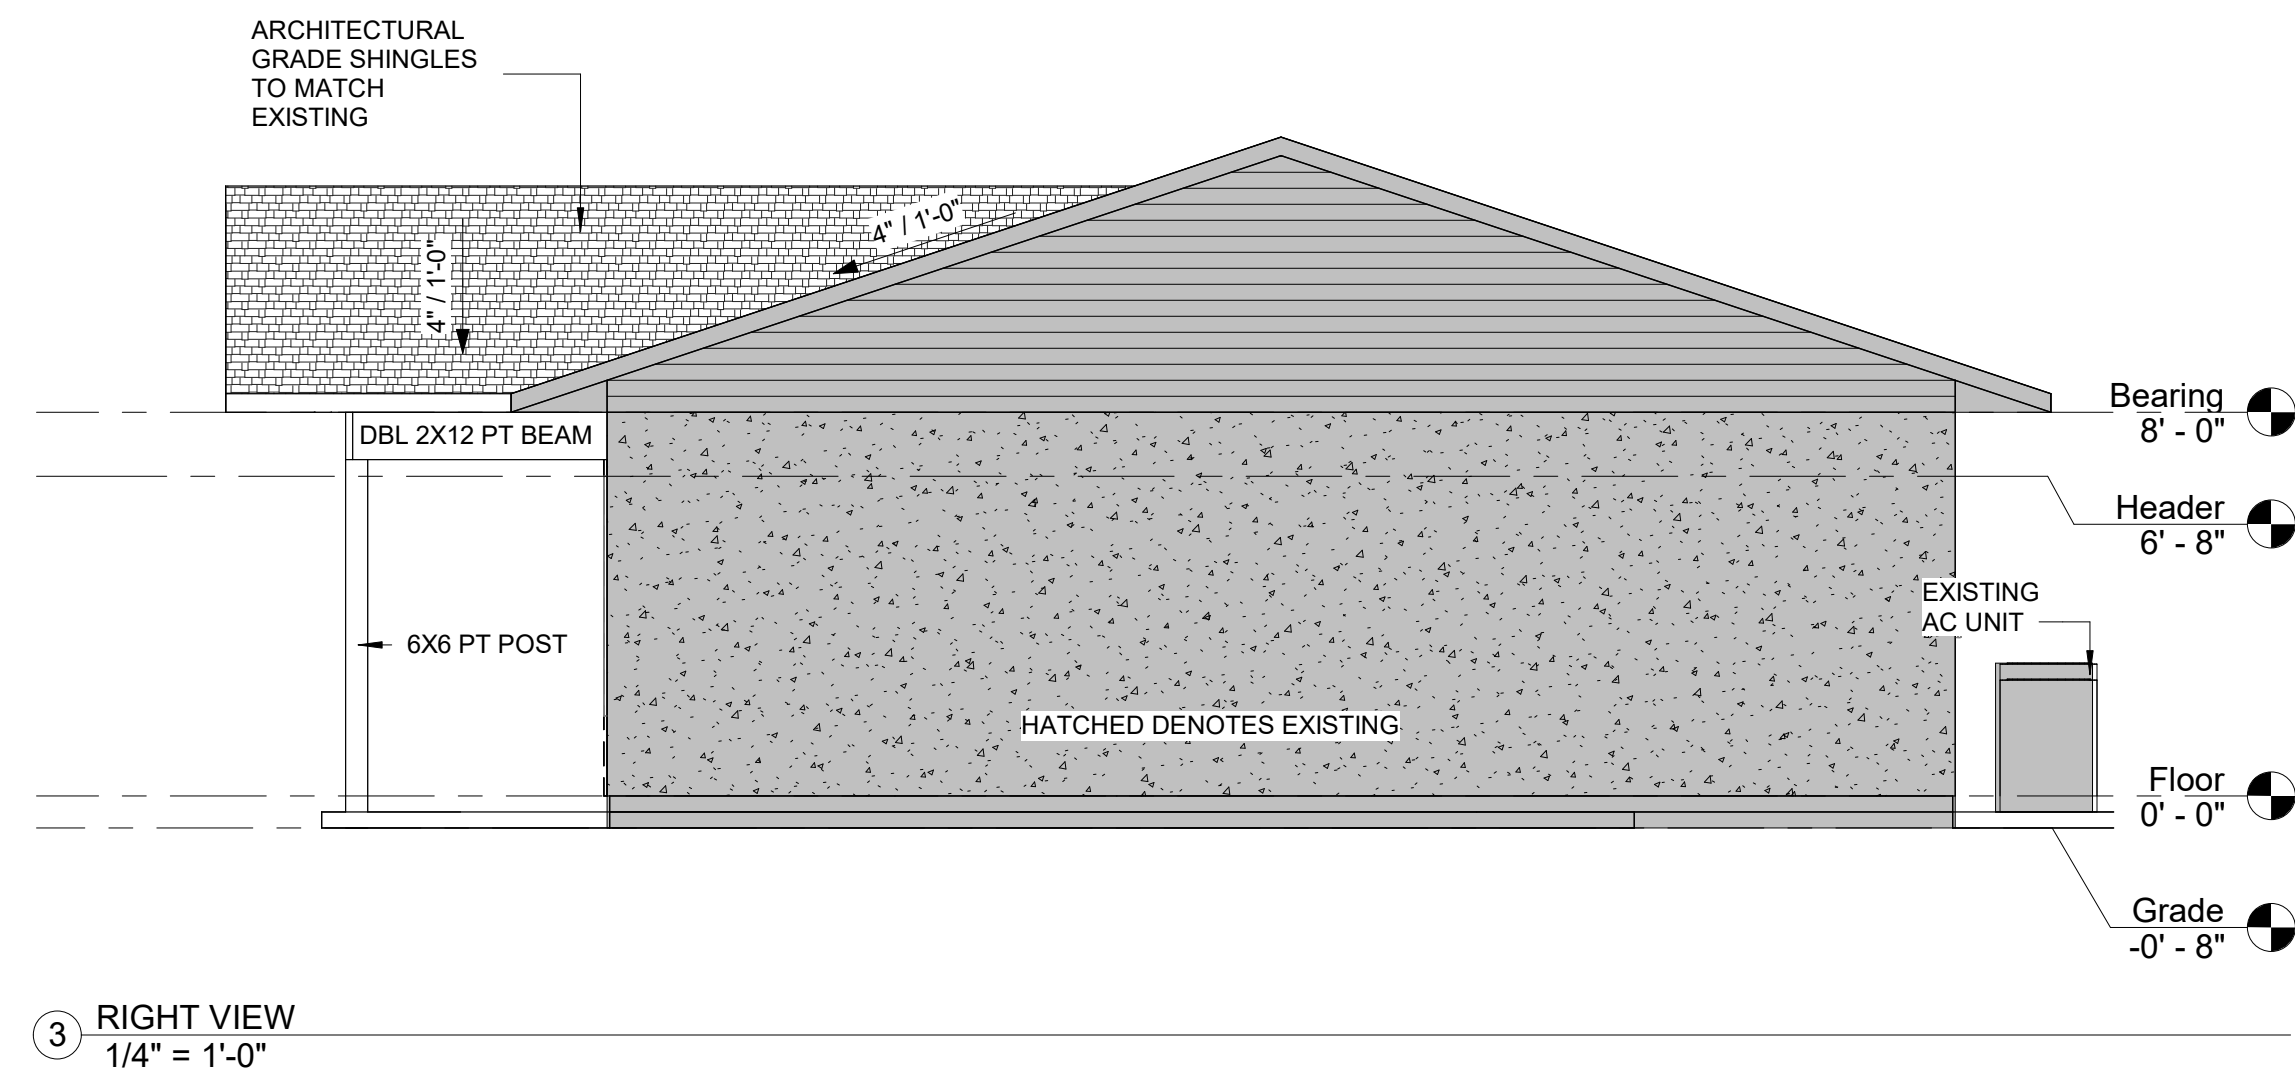 ARCHITECTURAL
GRADE SHINGLES
TO MATCH
EXISTING
4" / 1'-0"
4" / 1'-0"
DBL 2X12 PT BEAM
Bearing
8' - 0"
Header
6' - 8"
EXISTING
AC UNIT
6X6 PT POST
HATCHED DENOTES EXISTING
Floor
0' - 0"
Grade
-0' - 8"
3 RIGHT VIEW
1/4" = 1'-0"